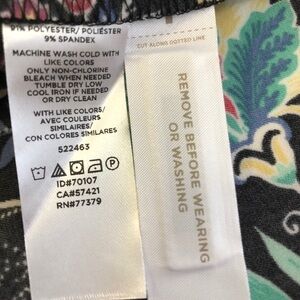 91% POLYESTER/ POLIÉSTER
9% SPANDEX
MACHINE WASH COLD WITH
LIKE COLORS
ONLY NON-CHLORINE
BLEACH WHEN NEEDED
TUMBLE DRY LOW
COOL IRON IF NEEDED
OR DRY CLEAN
WITH LIKE COLORS/
AVEC COULEURS
SIMILAIRES/
CON COLORES SIMILARES
522463
ID#70107
CA#57421
RN#77379
CUT ALONG DOTTED LINE
REMOVE BEFORE WEARING
OR WASHING